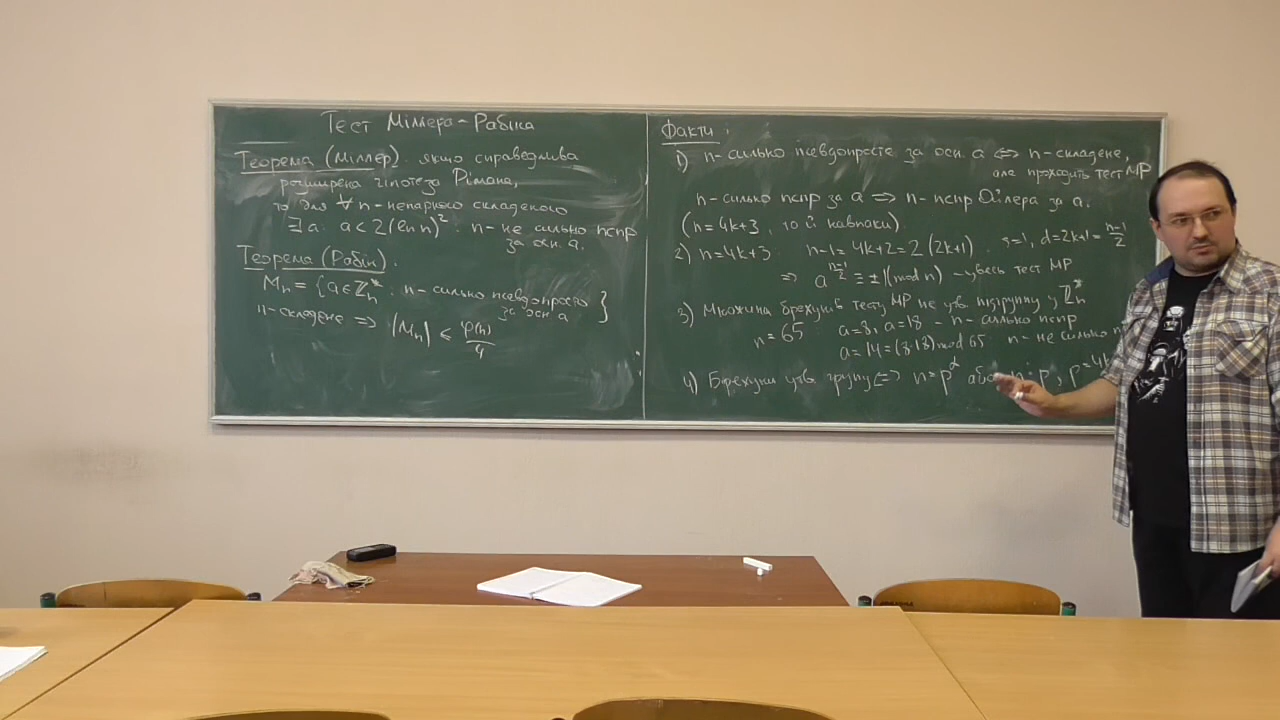 Тест Міллера-Рабіна
Теорема (Міллер). якщо справедлива
розширена гіпотеза Рімана,
то для ∀ n - непарного складеного
∃ a: a < 2(ln n)²: n - не сильно пспр
за осн. a.
Теорема (Рабін).
Mₙ = {a ∈ ℤₙ* : n - сильно псевдопросте
за осн. a }
n - складене ⇒ |Mₙ| ≤ φ(n)/4
Факти:
1) n - сильно псевдопросте за осн. a ⇔ n - складене,
але проходить тест МР
n - сильно пспр за a ⇒ n - пспр Ойлера за a.
(n = 4k+3, то й навпаки).
2) n = 4k+3 n-1 = 4k+2 = 2(2k+1). s=1, d=2k+1 = (n-1)/2
⇒ a^((n-1)/2) ≡ ±1 (mod n) - увесь тест МР
3) Множина брехунів тесту МР не утв. підгрупу у ℤₙ*
n = 65 a=8, a=18 - n - сильно пспр
a=14=(8·18) mod 65 n - не сильно
4) Брехуни утв. групу ⇔ n = p^α або n ⋮ p, p = 4k